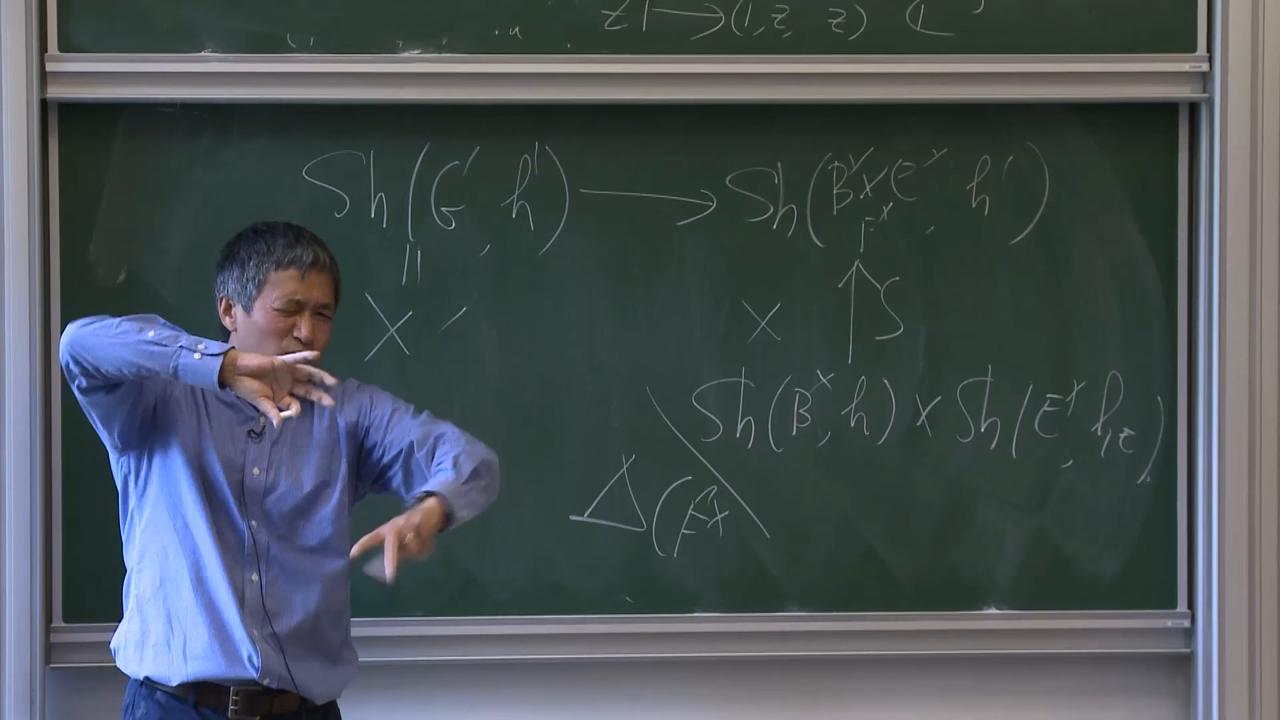 z ↦ (1, z, z) ℂ
Sh(G', h') ⟶ Sh(B^× ×_{F^×} E^×, h')
|| ↑ S
X' X
Sh(B^×, h) × Sh(E^×, h_E)
Δ(F^×